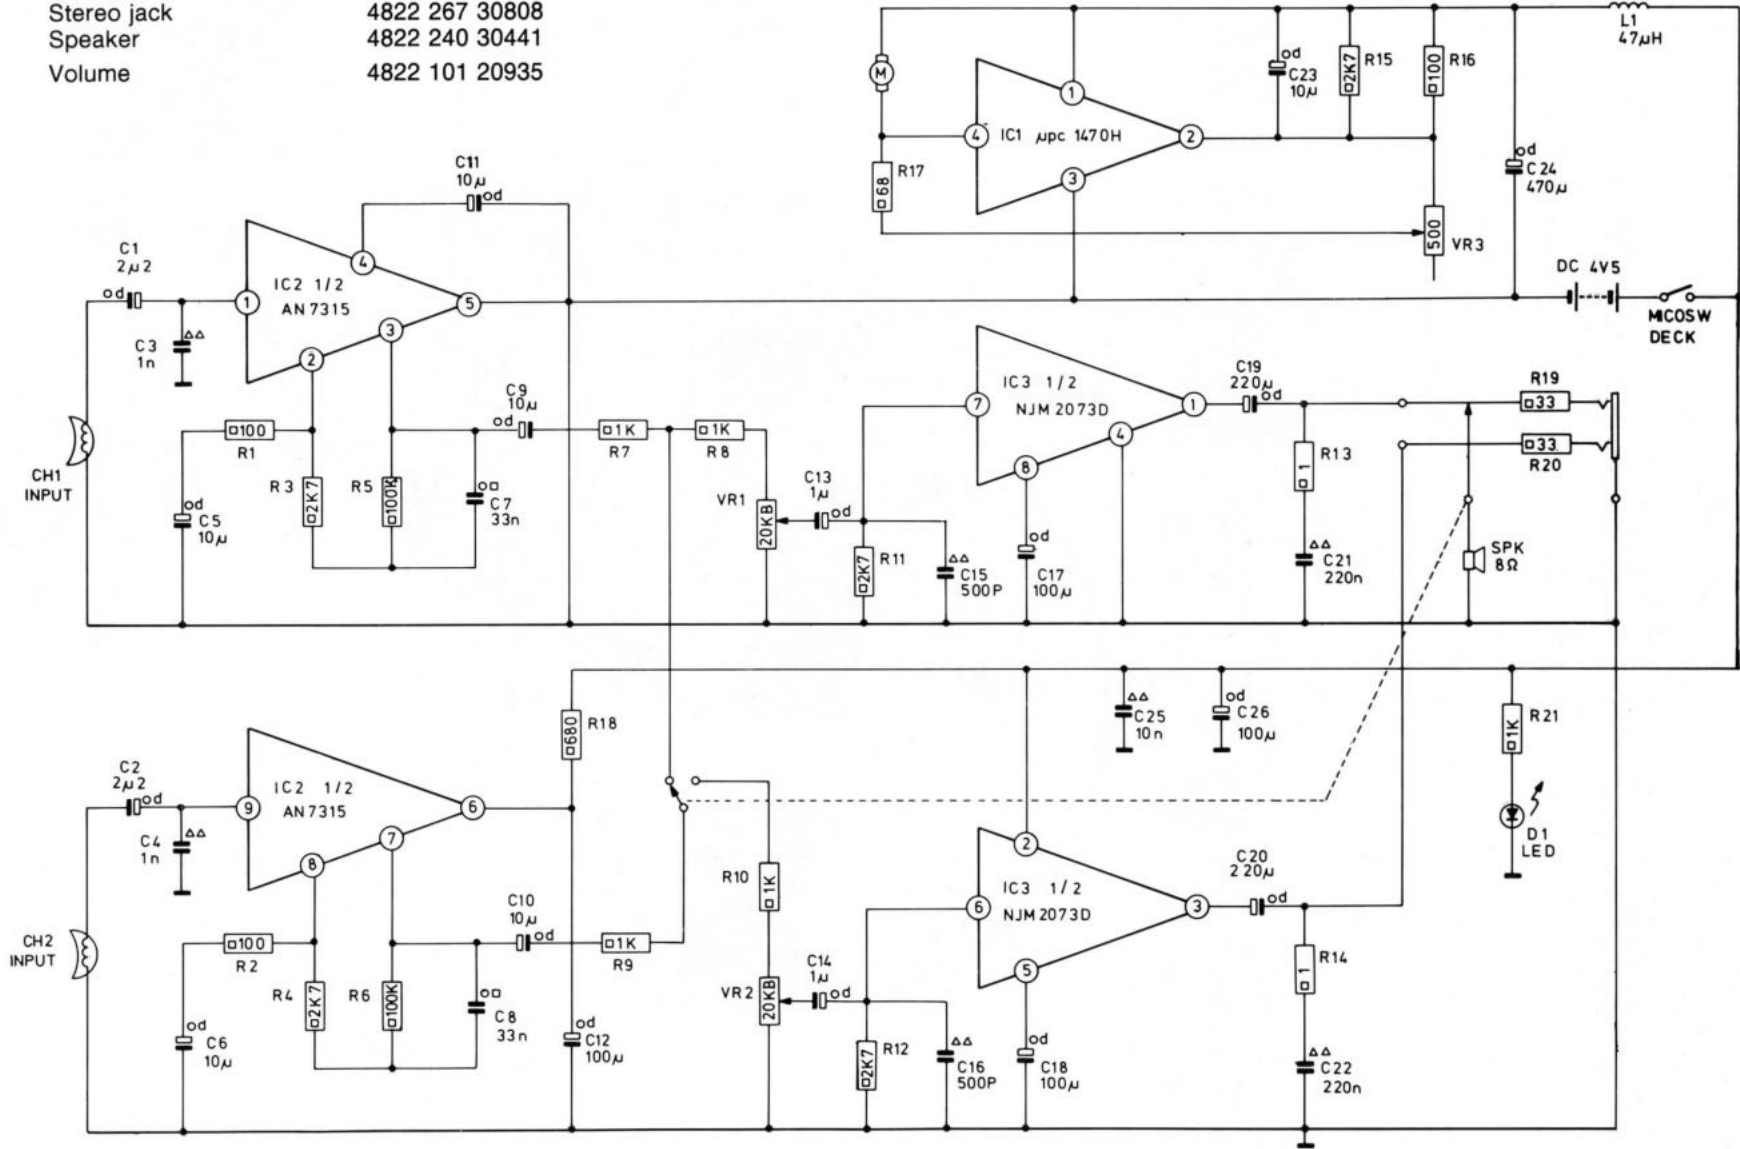 Stereo jack 4822 267 30808
Speaker 4822 240 30441
Volume 4822 101 20935
L1
47µH
M
1
4
IC1 µpc 1470H
2
3
R17
68
od
C23
10µ
R15
2K7
R16
100
od
C24
470µ
500
VR3
DC 4V5
MICOSW
DECK
C11
10µ
od
C1
2µ2
od
1
IC2 1/2
AN7315
4
5
3
2
C3
1n
CH1
INPUT
100
R1
od
C5
10µ
R3
2K7
R5
100K
C7
33n
C9
10µ
od
1K
R7
1K
R8
VR1
20KB
C13
1µ
od
R11
2K7
C15
500P
7
IC3 1/2
NJM2073D
1
4
8
od
C17
100µ
C19
220µ
od
R13
1
C21
220n
R19
33
33
R20
SPK
8Ω
C2
2µ2
od
9
IC2 1/2
AN7315
6
7
8
C4
1n
CH2
INPUT
100
R2
od
C6
10µ
R4
2K7
R6
100K
C8
33n
C10
10µ
od
680
R18
od
C12
100µ
1K
R9
R10
1K
VR2
20KB
C14
1µ
od
R12
2K7
C16
500P
2
6
IC3 1/2
NJM2073D
3
5
od
C18
100µ
C25
10n
od
C26
100µ
C20
220µ
od
R14
1
C22
220n
R21
1K
D1
LED